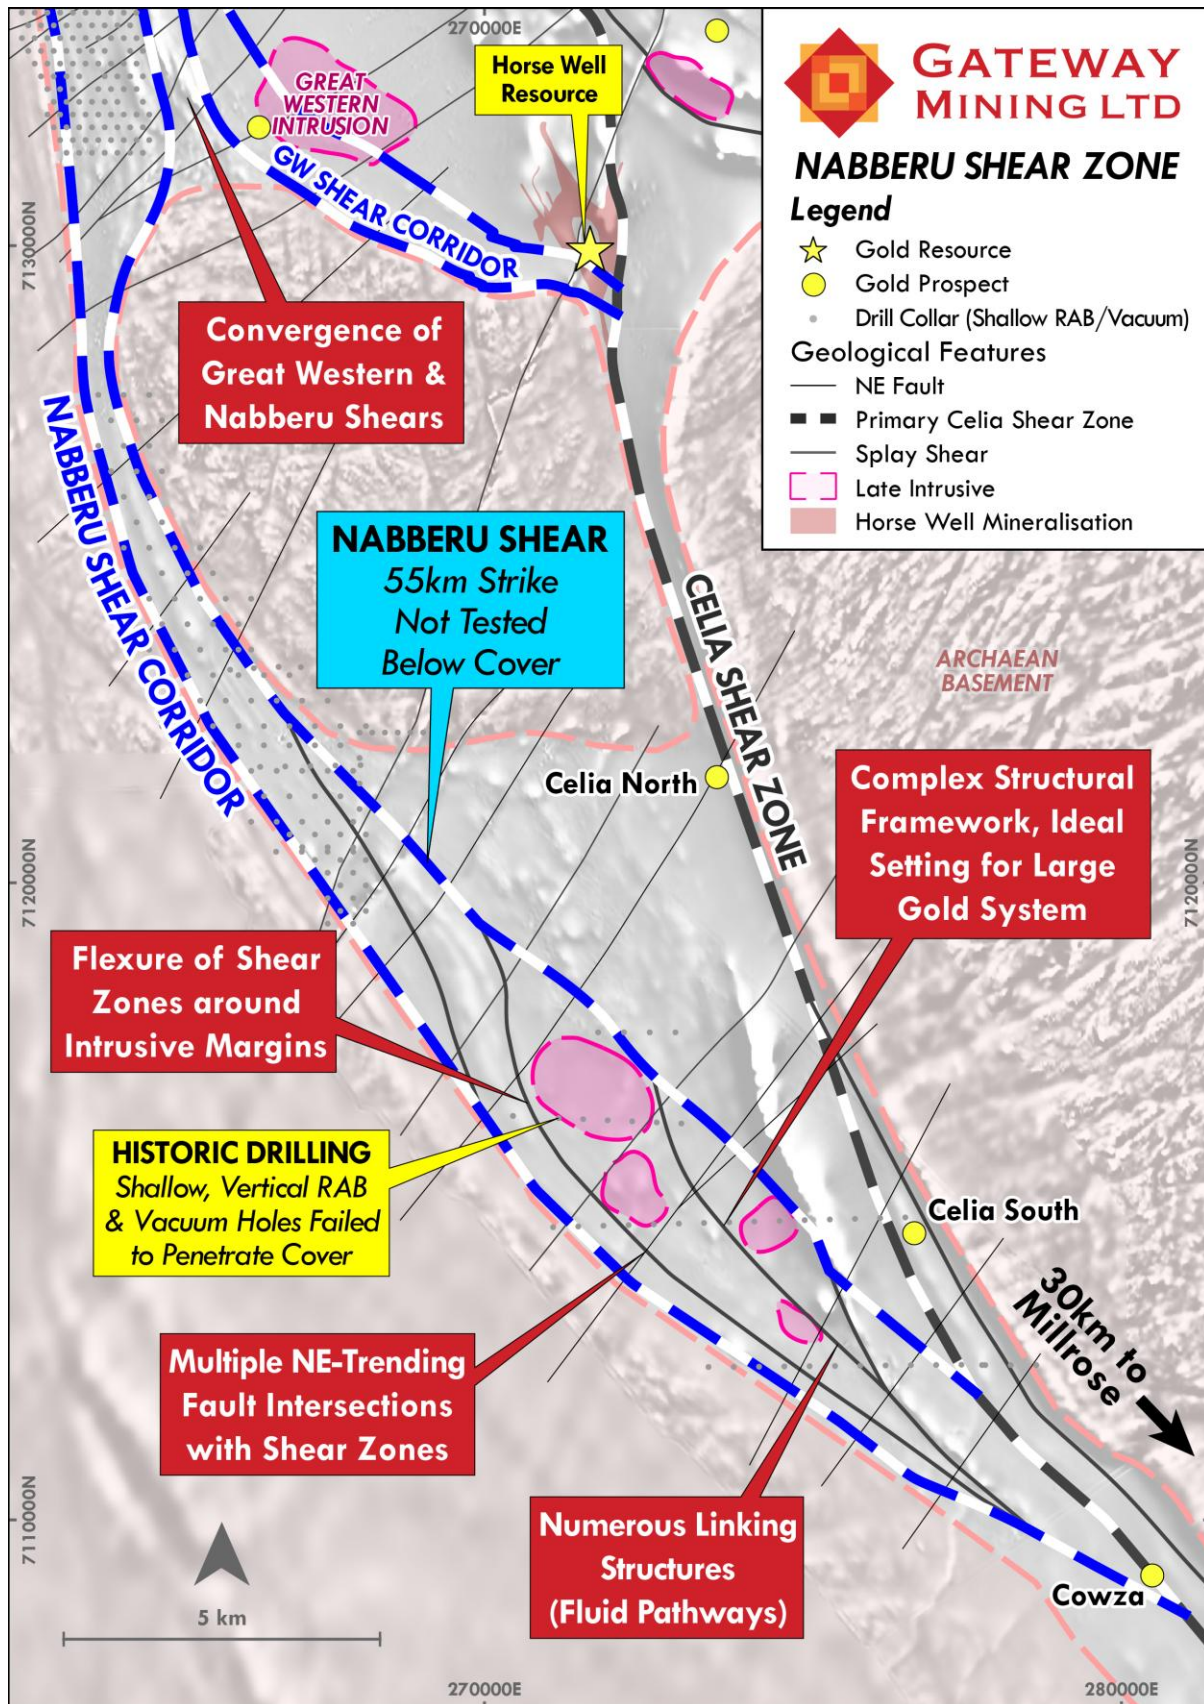 270000E
GATEWAY
MINING LTD
NABBERU SHEAR ZONE
Legend
Gold Resource
Gold Prospect
Drill Collar (Shallow RAB/Vacuum)
Geological Features
NE Fault
Primary Celia Shear Zone
Splay Shear
Late Intrusive
Horse Well Mineralisation
Horse Well
Resource
GREAT
WESTERN
INTRUSION
GW SHEAR CORRIDOR
7130000N
Convergence of
Great Western &
Nabberu Shears
NABBERU SHEAR CORRIDOR
NABBERU SHEAR
55km Strike
Not Tested
Below Cover
CELIA SHEAR ZONE
ARCHAEAN
BASEMENT
Celia North
Complex Structural
Framework, Ideal
Setting for Large
Gold System
7120000N
7120000N
Flexure of Shear
Zones around
Intrusive Margins
HISTORIC DRILLING
Shallow, Vertical RAB
& Vacuum Holes Failed
to Penetrate Cover
Celia South
30km to
Millrose
Multiple NE-Trending
Fault Intersections
with Shear Zones
Numerous Linking
Structures
(Fluid Pathways)
7110000N
Cowza
5 km
270000E
280000E